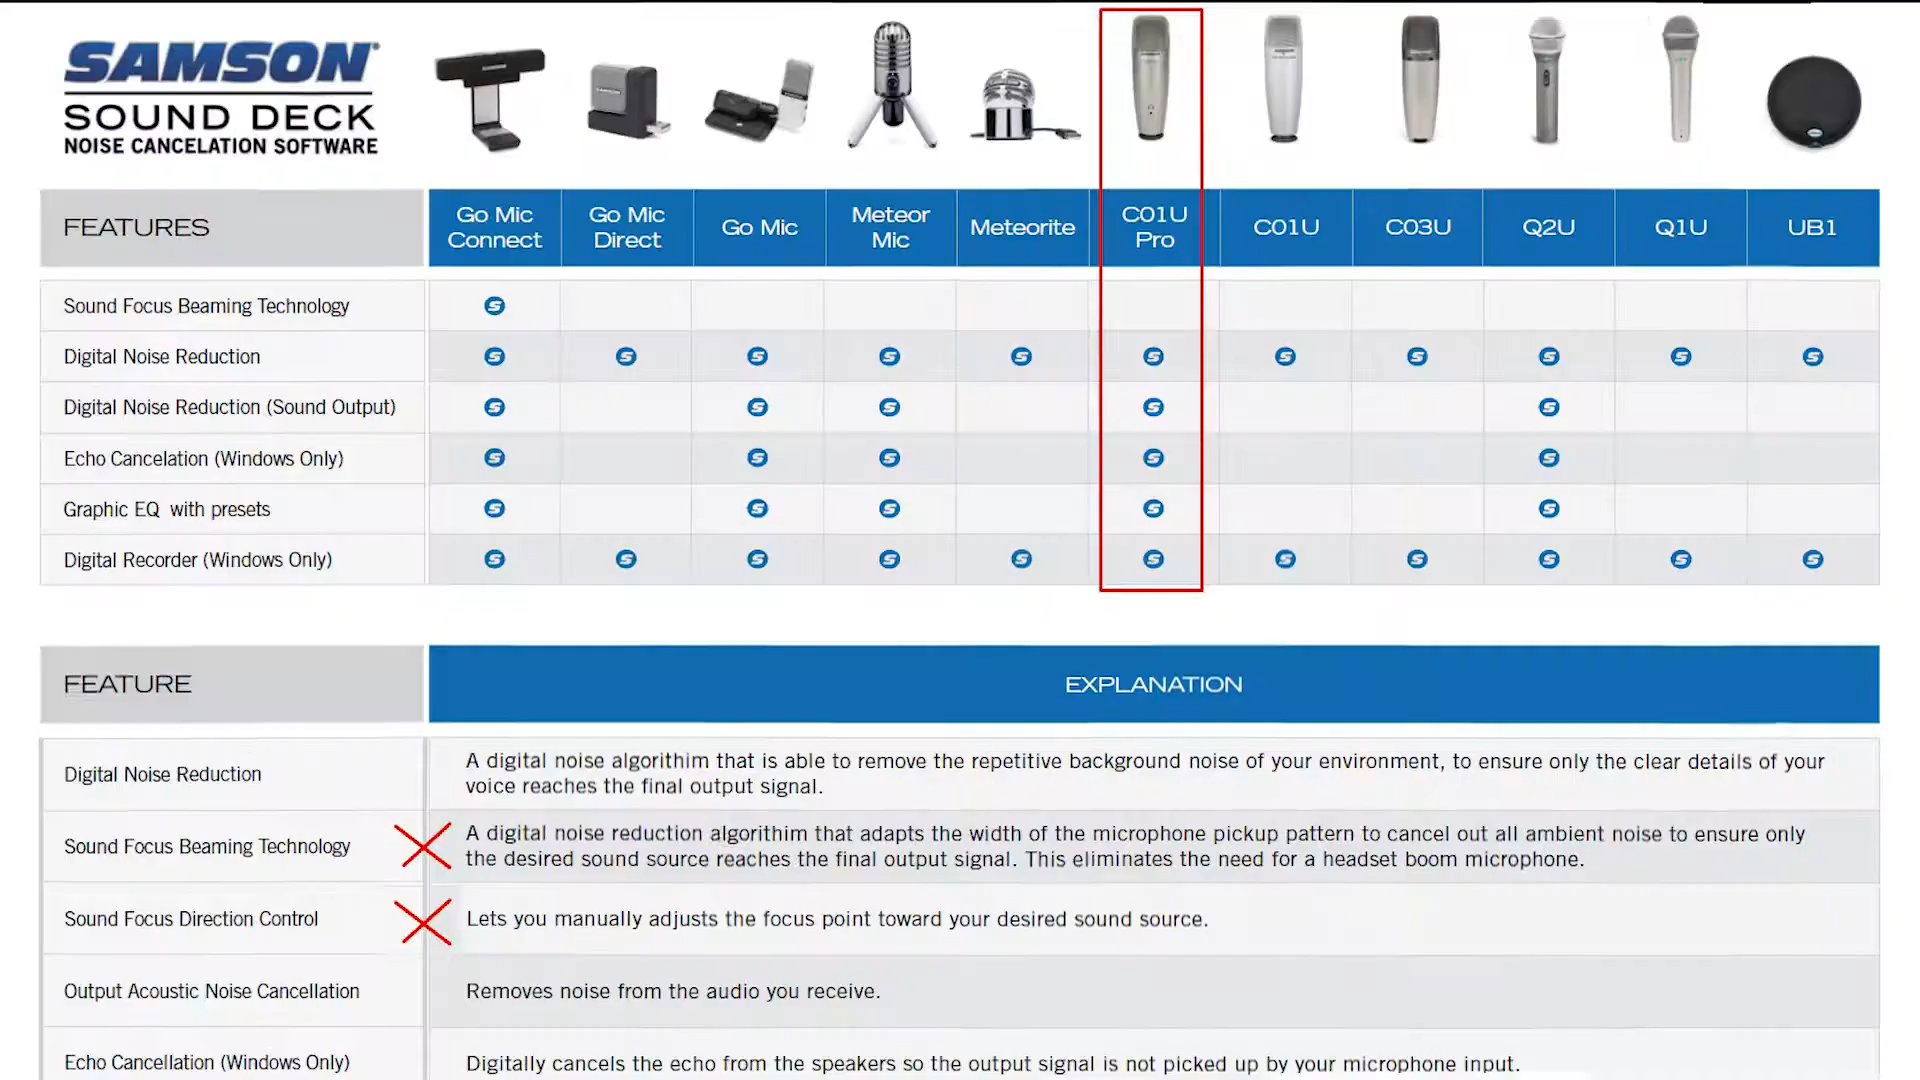 SAMSON
SOUND DECK
NOISE CANCELATION SOFTWARE
FEATURES
Go Mic Connect
Go Mic Direct
Go Mic
Meteor Mic
Meteorite
C01U Pro
C01U
C03U
Q2U
Q1U
UB1
Sound Focus Beaming Technology
Digital Noise Reduction
Digital Noise Reduction (Sound Output)
Echo Cancelation (Windows Only)
Graphic EQ with presets
Digital Recorder (Windows Only)
FEATURE
EXPLANATION
Digital Noise Reduction
A digital noise algorithim that is able to remove the repetitive background noise of your environment, to ensure only the clear details of your
voice reaches the final output signal.
Sound Focus Beaming Technology
A digital noise reduction algorithim that adapts the width of the microphone pickup pattern to cancel out all ambient noise to ensure only
the desired sound source reaches the final output signal. This eliminates the need for a headset boom microphone.
Sound Focus Direction Control
Lets you manually adjusts the focus point toward your desired sound source.
Output Acoustic Noise Cancellation
Removes noise from the audio you receive.
Echo Cancellation (Windows Only)
Digitally cancels the echo from the speakers so the output signal is not picked up by your microphone input.